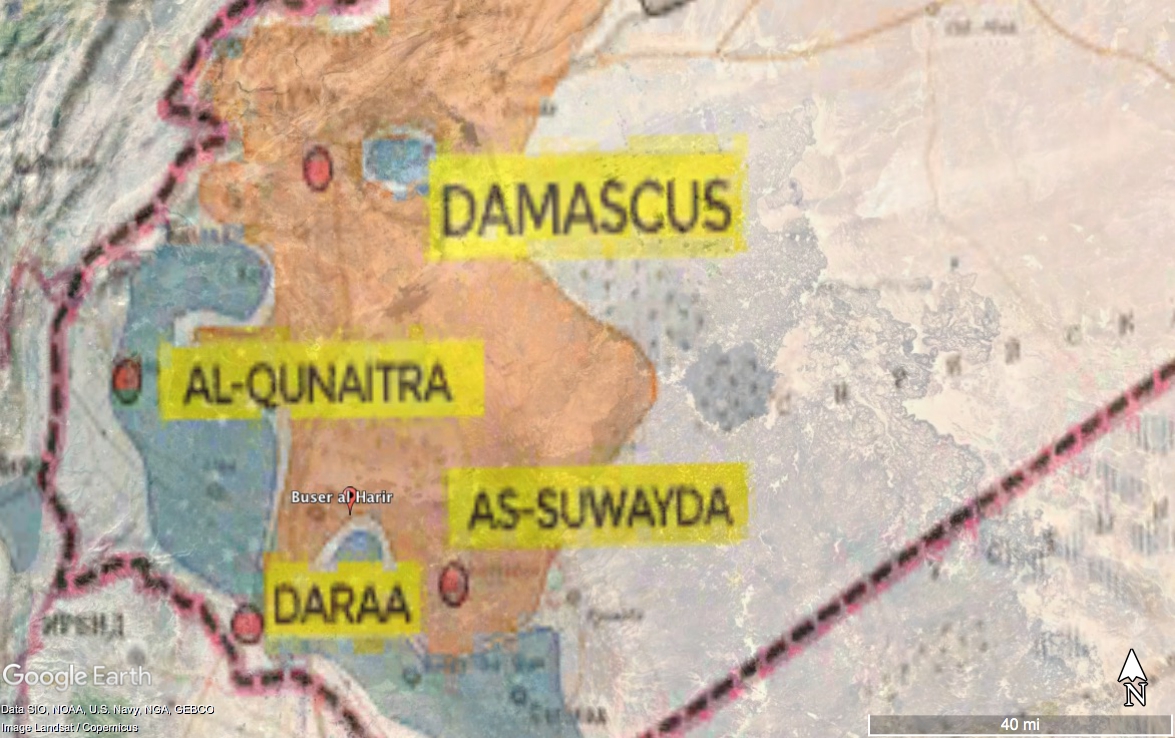 DAMASCUS
AL-QUNAITRA
Buser al Harir
AS-SUWAYDA
DARAA
ИРБИД
Google Earth
Data SIO, NOAA, U.S. Navy, NGA, GEBCO
Image Landsat / Copernicus
N
40 mi